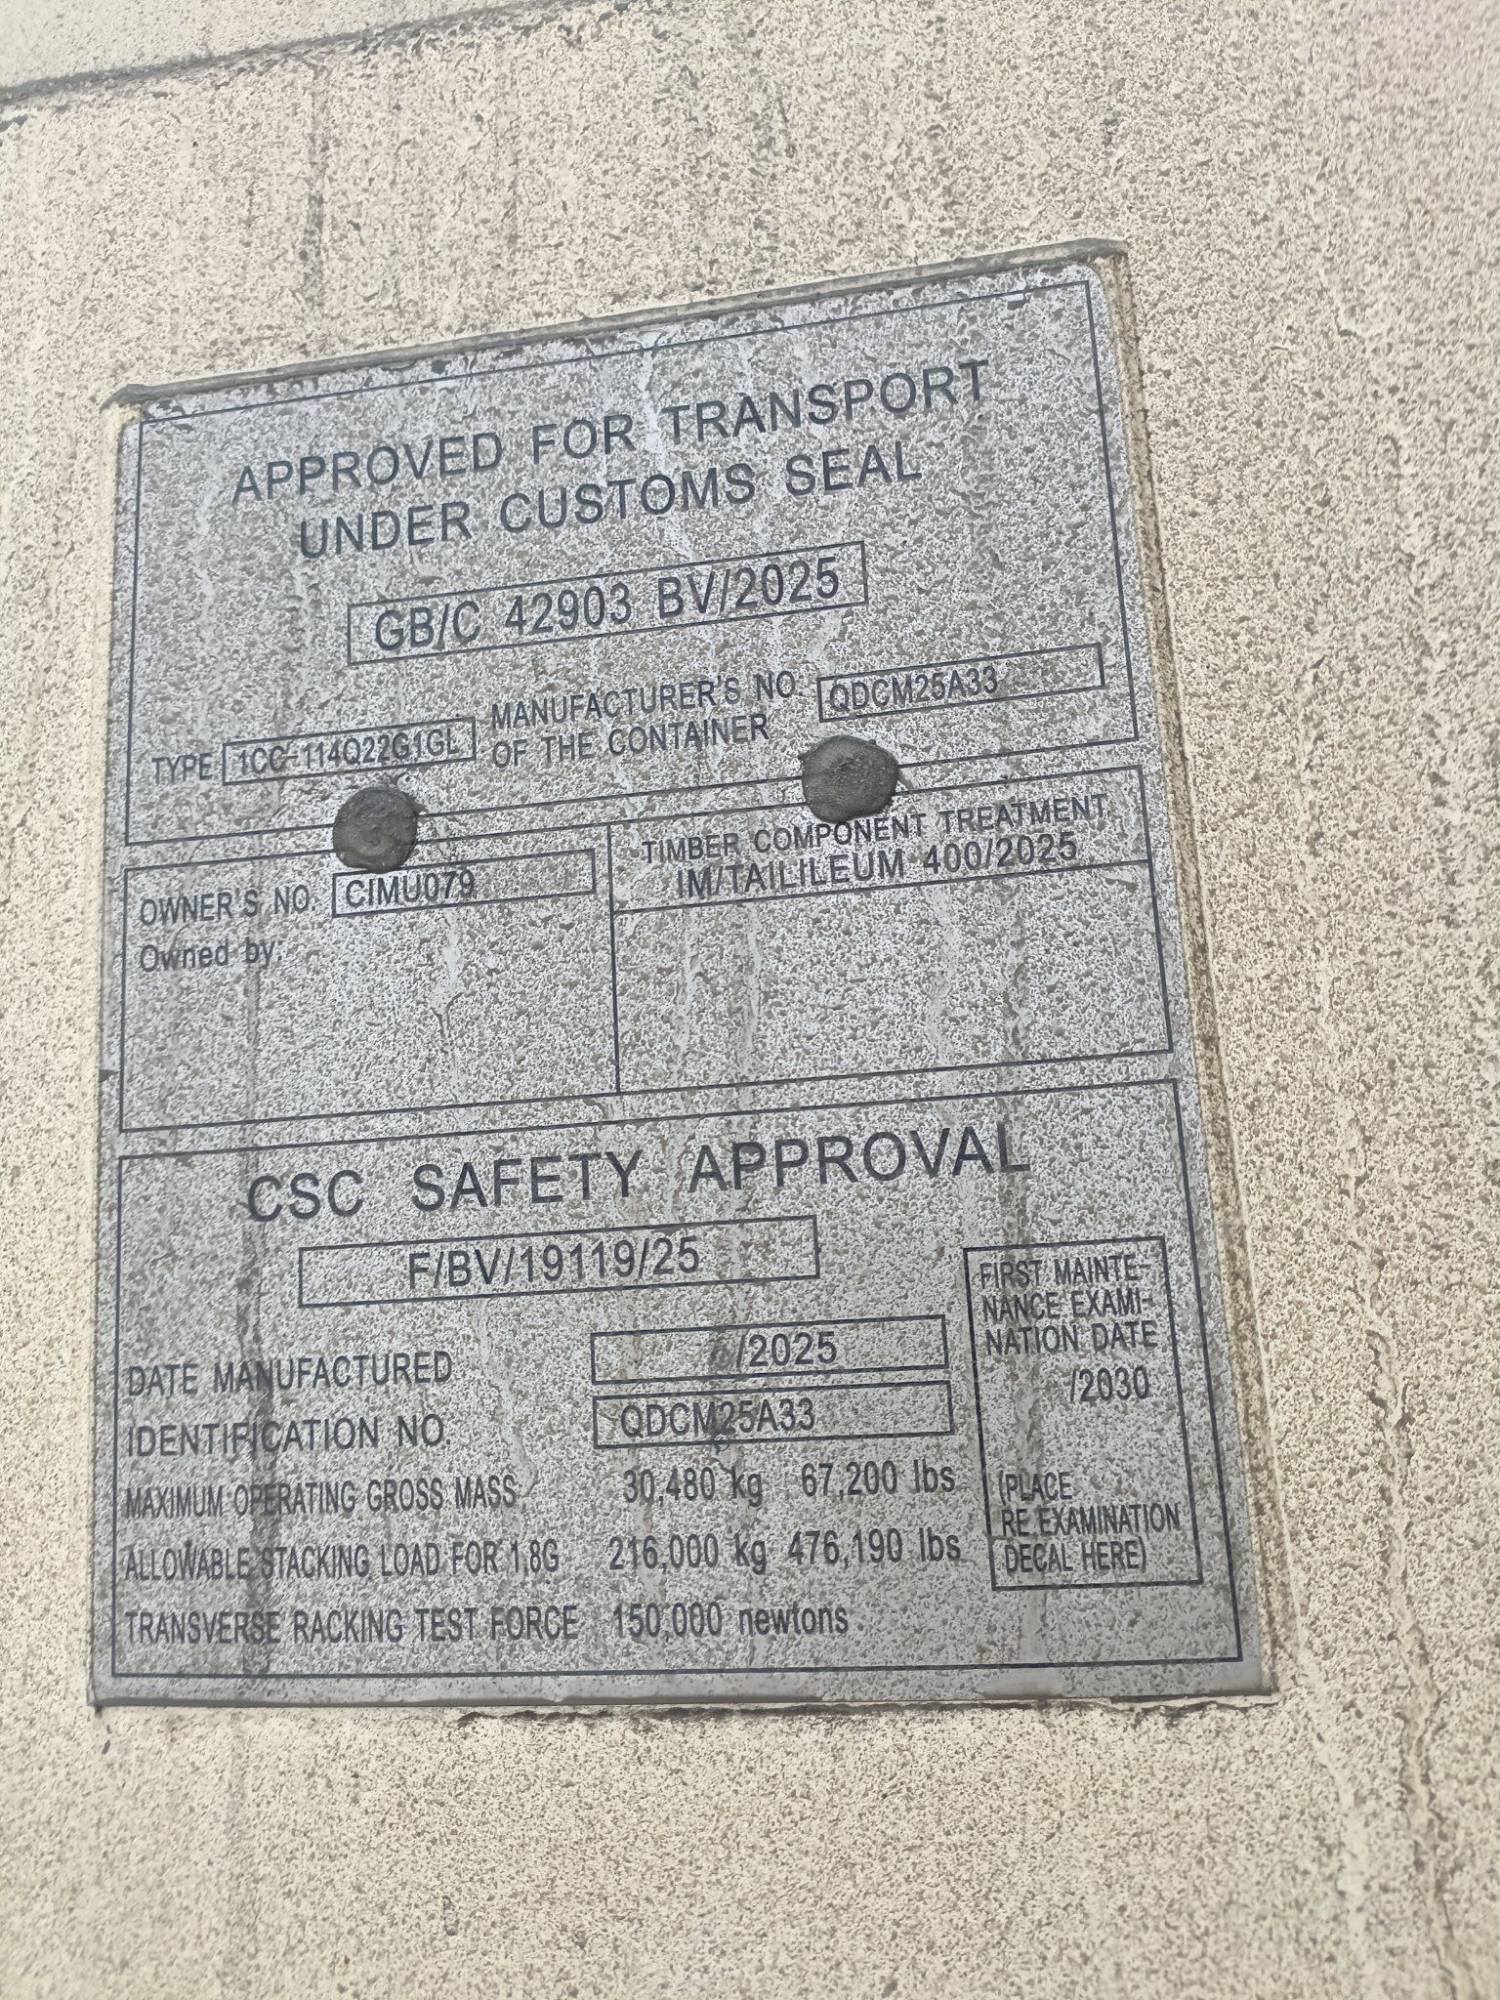 APPROVED FOR TRANSPORT
UNDER CUSTOMS SEAL
GB/C 42903 BV/2025
TYPE 1CC-114Q22G1GL MANUFACTURER'S NO. OF THE CONTAINER QDCM25A33
OWNER'S NO. CIMU079
Owned by:
TIMBER COMPONENT TREATMENT
IM/TAILILEUM 400/2025
CSC SAFETY APPROVAL
F/BV/19119/25
DATE MANUFACTURED /2025
IDENTIFICATION NO. QDCM25A33
MAXIMUM OPERATING GROSS MASS 30,480 kg 67,200 lbs
ALLOWABLE STACKING LOAD FOR 1.8G 216,000 kg 476,190 lbs
TRANSVERSE RACKING TEST FORCE 150,000 newtons
FIRST MAINTE-
NANCE EXAMI-
NATION DATE
/2030
(PLACE
RE EXAMINATION
DECAL HERE)